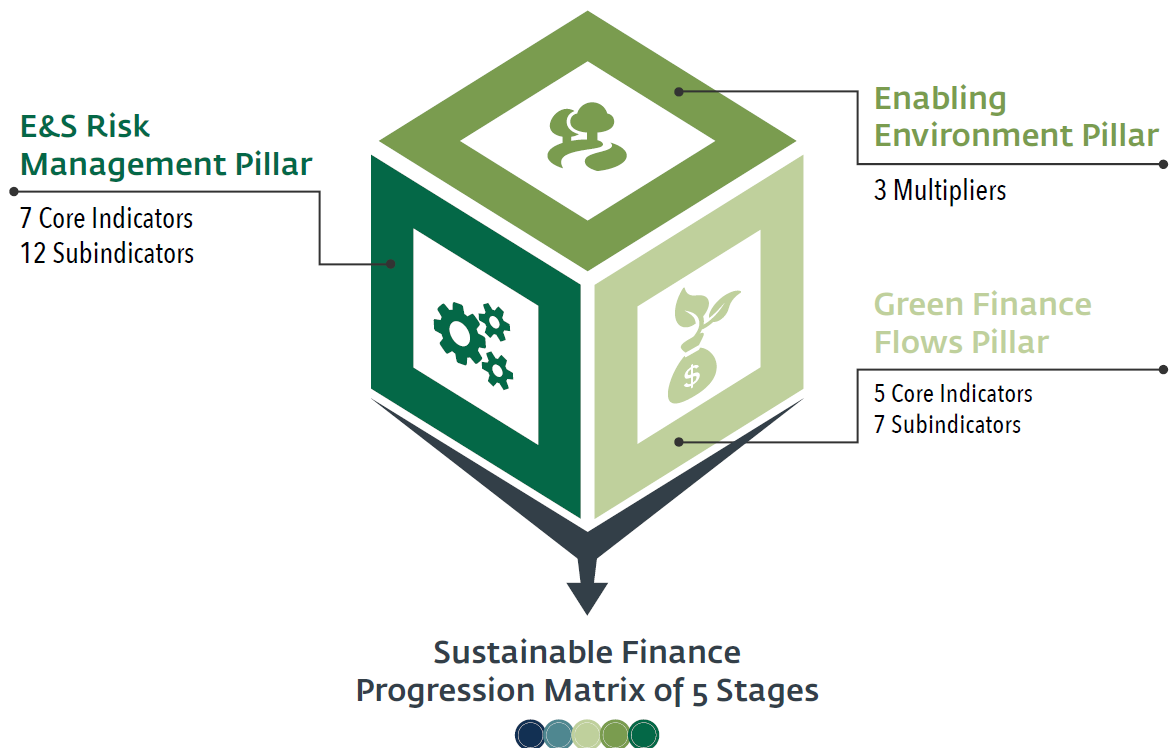 E&S Risk
Management Pillar
7 Core Indicators
12 Subindicators
Enabling
Environment Pillar
3 Multipliers
Green Finance
Flows Pillar
5 Core Indicators
7 Subindicators
$
Sustainable Finance
Progression Matrix of 5 Stages